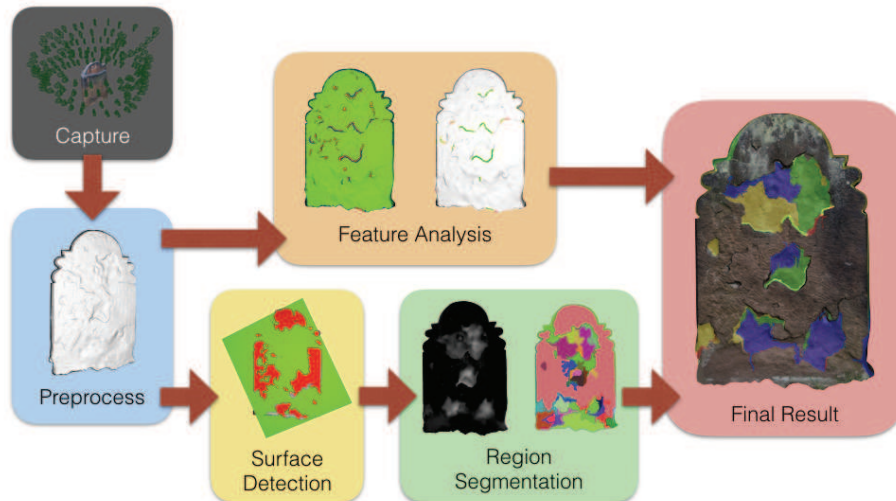 Capture
Feature Analysis
Preprocess
Surface
Detection
Region
Segmentation
Final Result